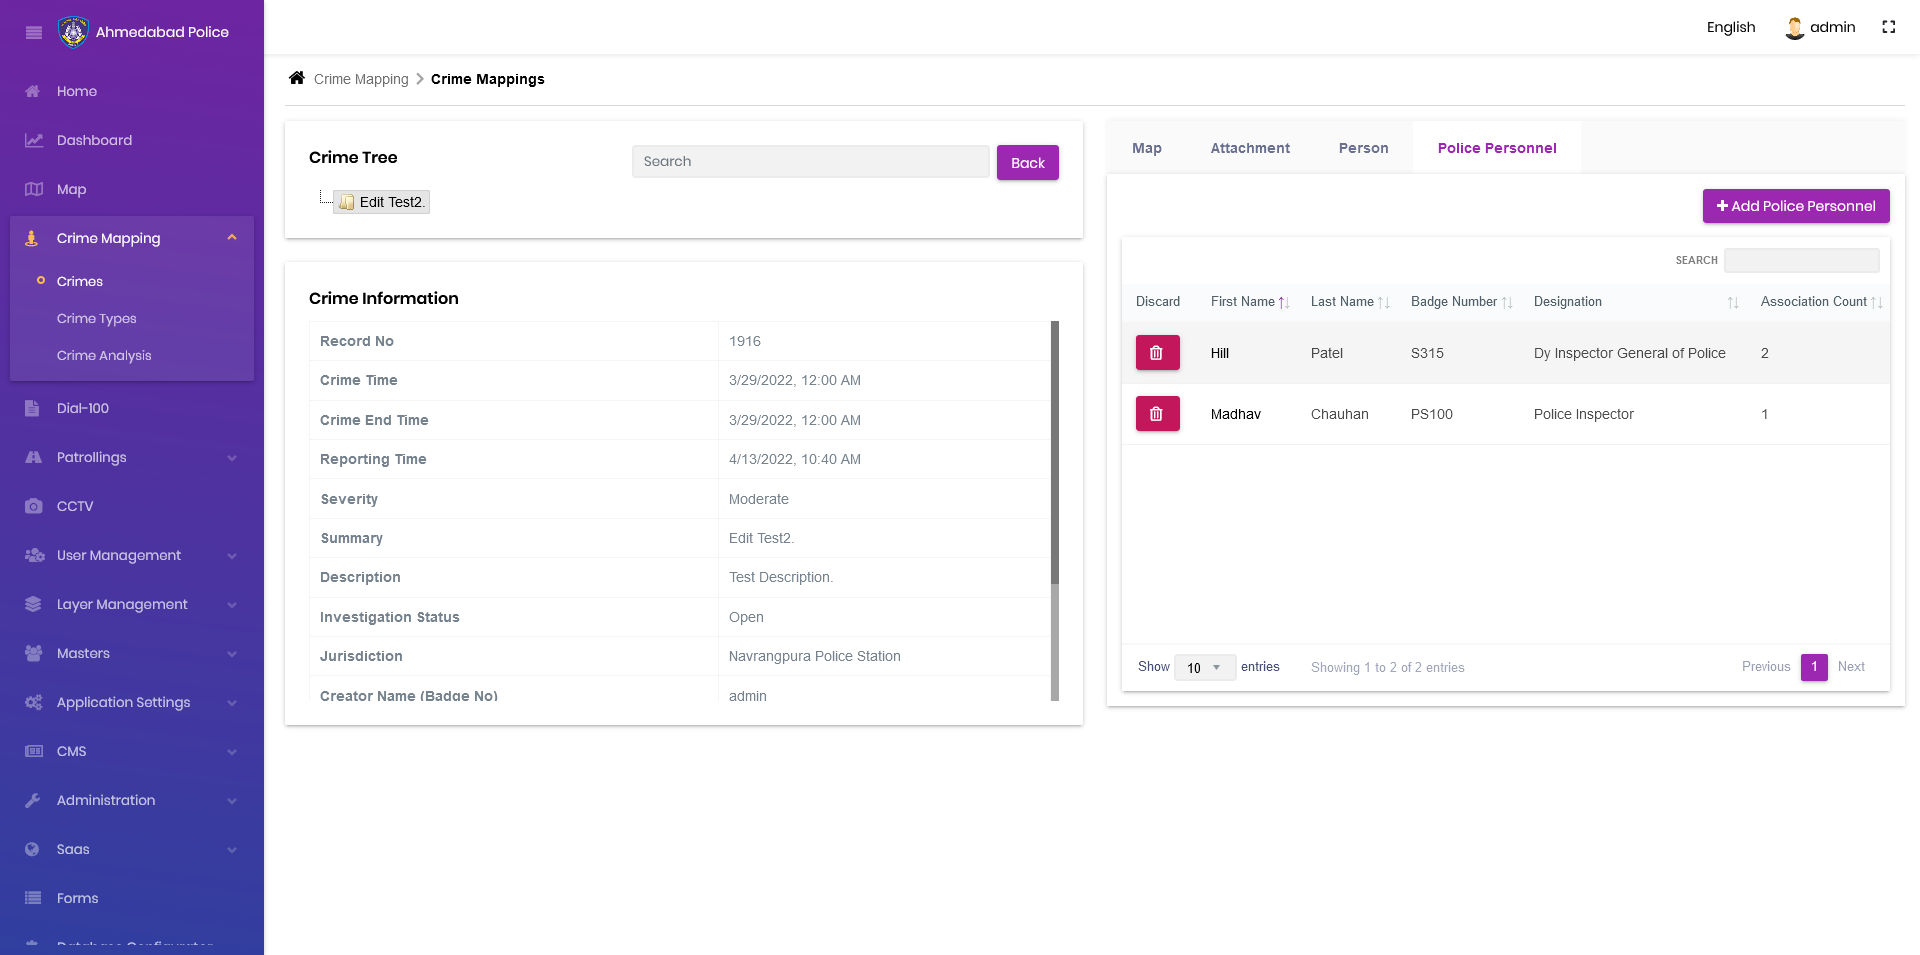 Ahmedabad Police
Home
Dashboard
Map
Crime Mapping
Crimes
Crime Types
Crime Analysis
Dial-100
Patrollings
CCTV
User Management
Layer Management
Masters
Application Settings
CMS
Administration
Saas
Forms
Database Configurator
English admin
Crime Mapping Crime Mappings
Crime Tree
Search Back
Edit Test2.
Crime Information
Record No 1916
Crime Time 3/29/2022, 12:00 AM
Crime End Time 3/29/2022, 12:00 AM
Reporting Time 4/13/2022, 10:40 AM
Severity Moderate
Summary Edit Test2.
Description Test Description.
Investigation Status Open
Jurisdiction Navrangpura Police Station
Creator Name (Badge No) admin
Map Attachment Person Police Personnel
+ Add Police Personnel
SEARCH
Discard First Name Last Name Badge Number Designation Association Count
Hill Patel S315 Dy Inspector General of Police 2
Madhav Chauhan PS100 Police Inspector 1
Show 10 entries Showing 1 to 2 of 2 entries Previous 1 Next